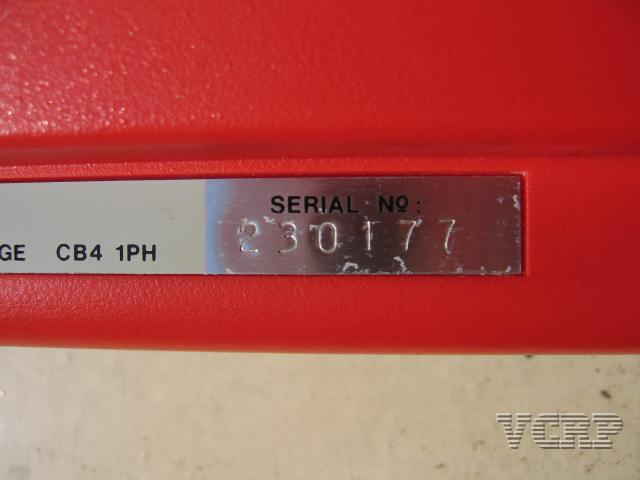 SERIAL Nº:
230177
GE CB4 1PH
VCRP